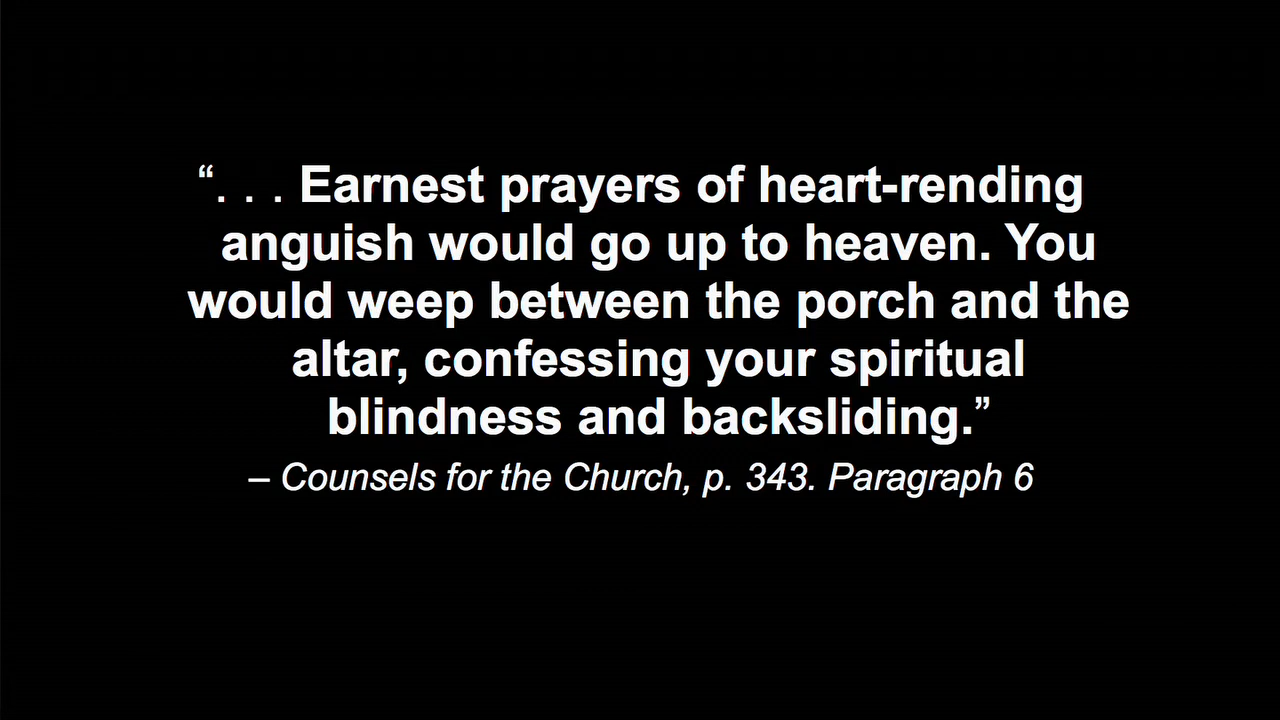 “. . . Earnest prayers of heart-rending
anguish would go up to heaven. You
would weep between the porch and the
altar, confessing your spiritual
blindness and backsliding.”
– Counsels for the Church, p. 343. Paragraph 6